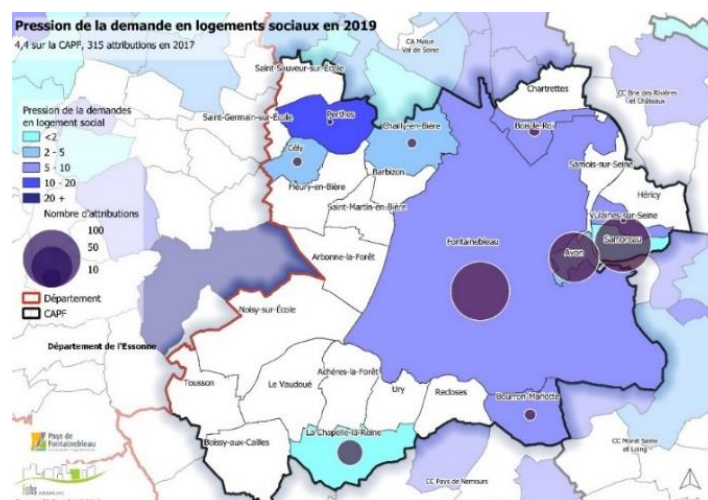 Pression de la demande en logements sociaux en 2019
4,4 sur la CAPF, 315 attributions en 2017
CA Melun
Val de Seine
Saint-Sauveur-sur-École
Chartrettes
CC Brie des Rivières
et Châteaux
Pression de la demandes
en logement social
<2
2 - 5
5 - 10
10 - 20
20 +
Nombre d'attributions
100
50
10
Département
CAPF
Saint-Germain-sur-École
Perthes
Chailly-en-Bière
Bois-le-Roi
Cély
Barbizon
Samois-sur-Seine
Fleury-en-Bière
Héricy
Saint-Martin-en-Bière
Vulaines-sur-Seine
Fontainebleau
Samoreau
Avon
Arbonne-la-Forêt
Noisy-sur-École
Département de l'Essonne
Tousson
Le Vaudoué
Achères-la-Forêt
Ury
Recloses
Bourron-Marlotte
Boissy-aux-Cailles
La Chapelle-la-Reine
CC Moret Seine
et Loing
CC Pays de Nemours
Pays de
Fontainebleau